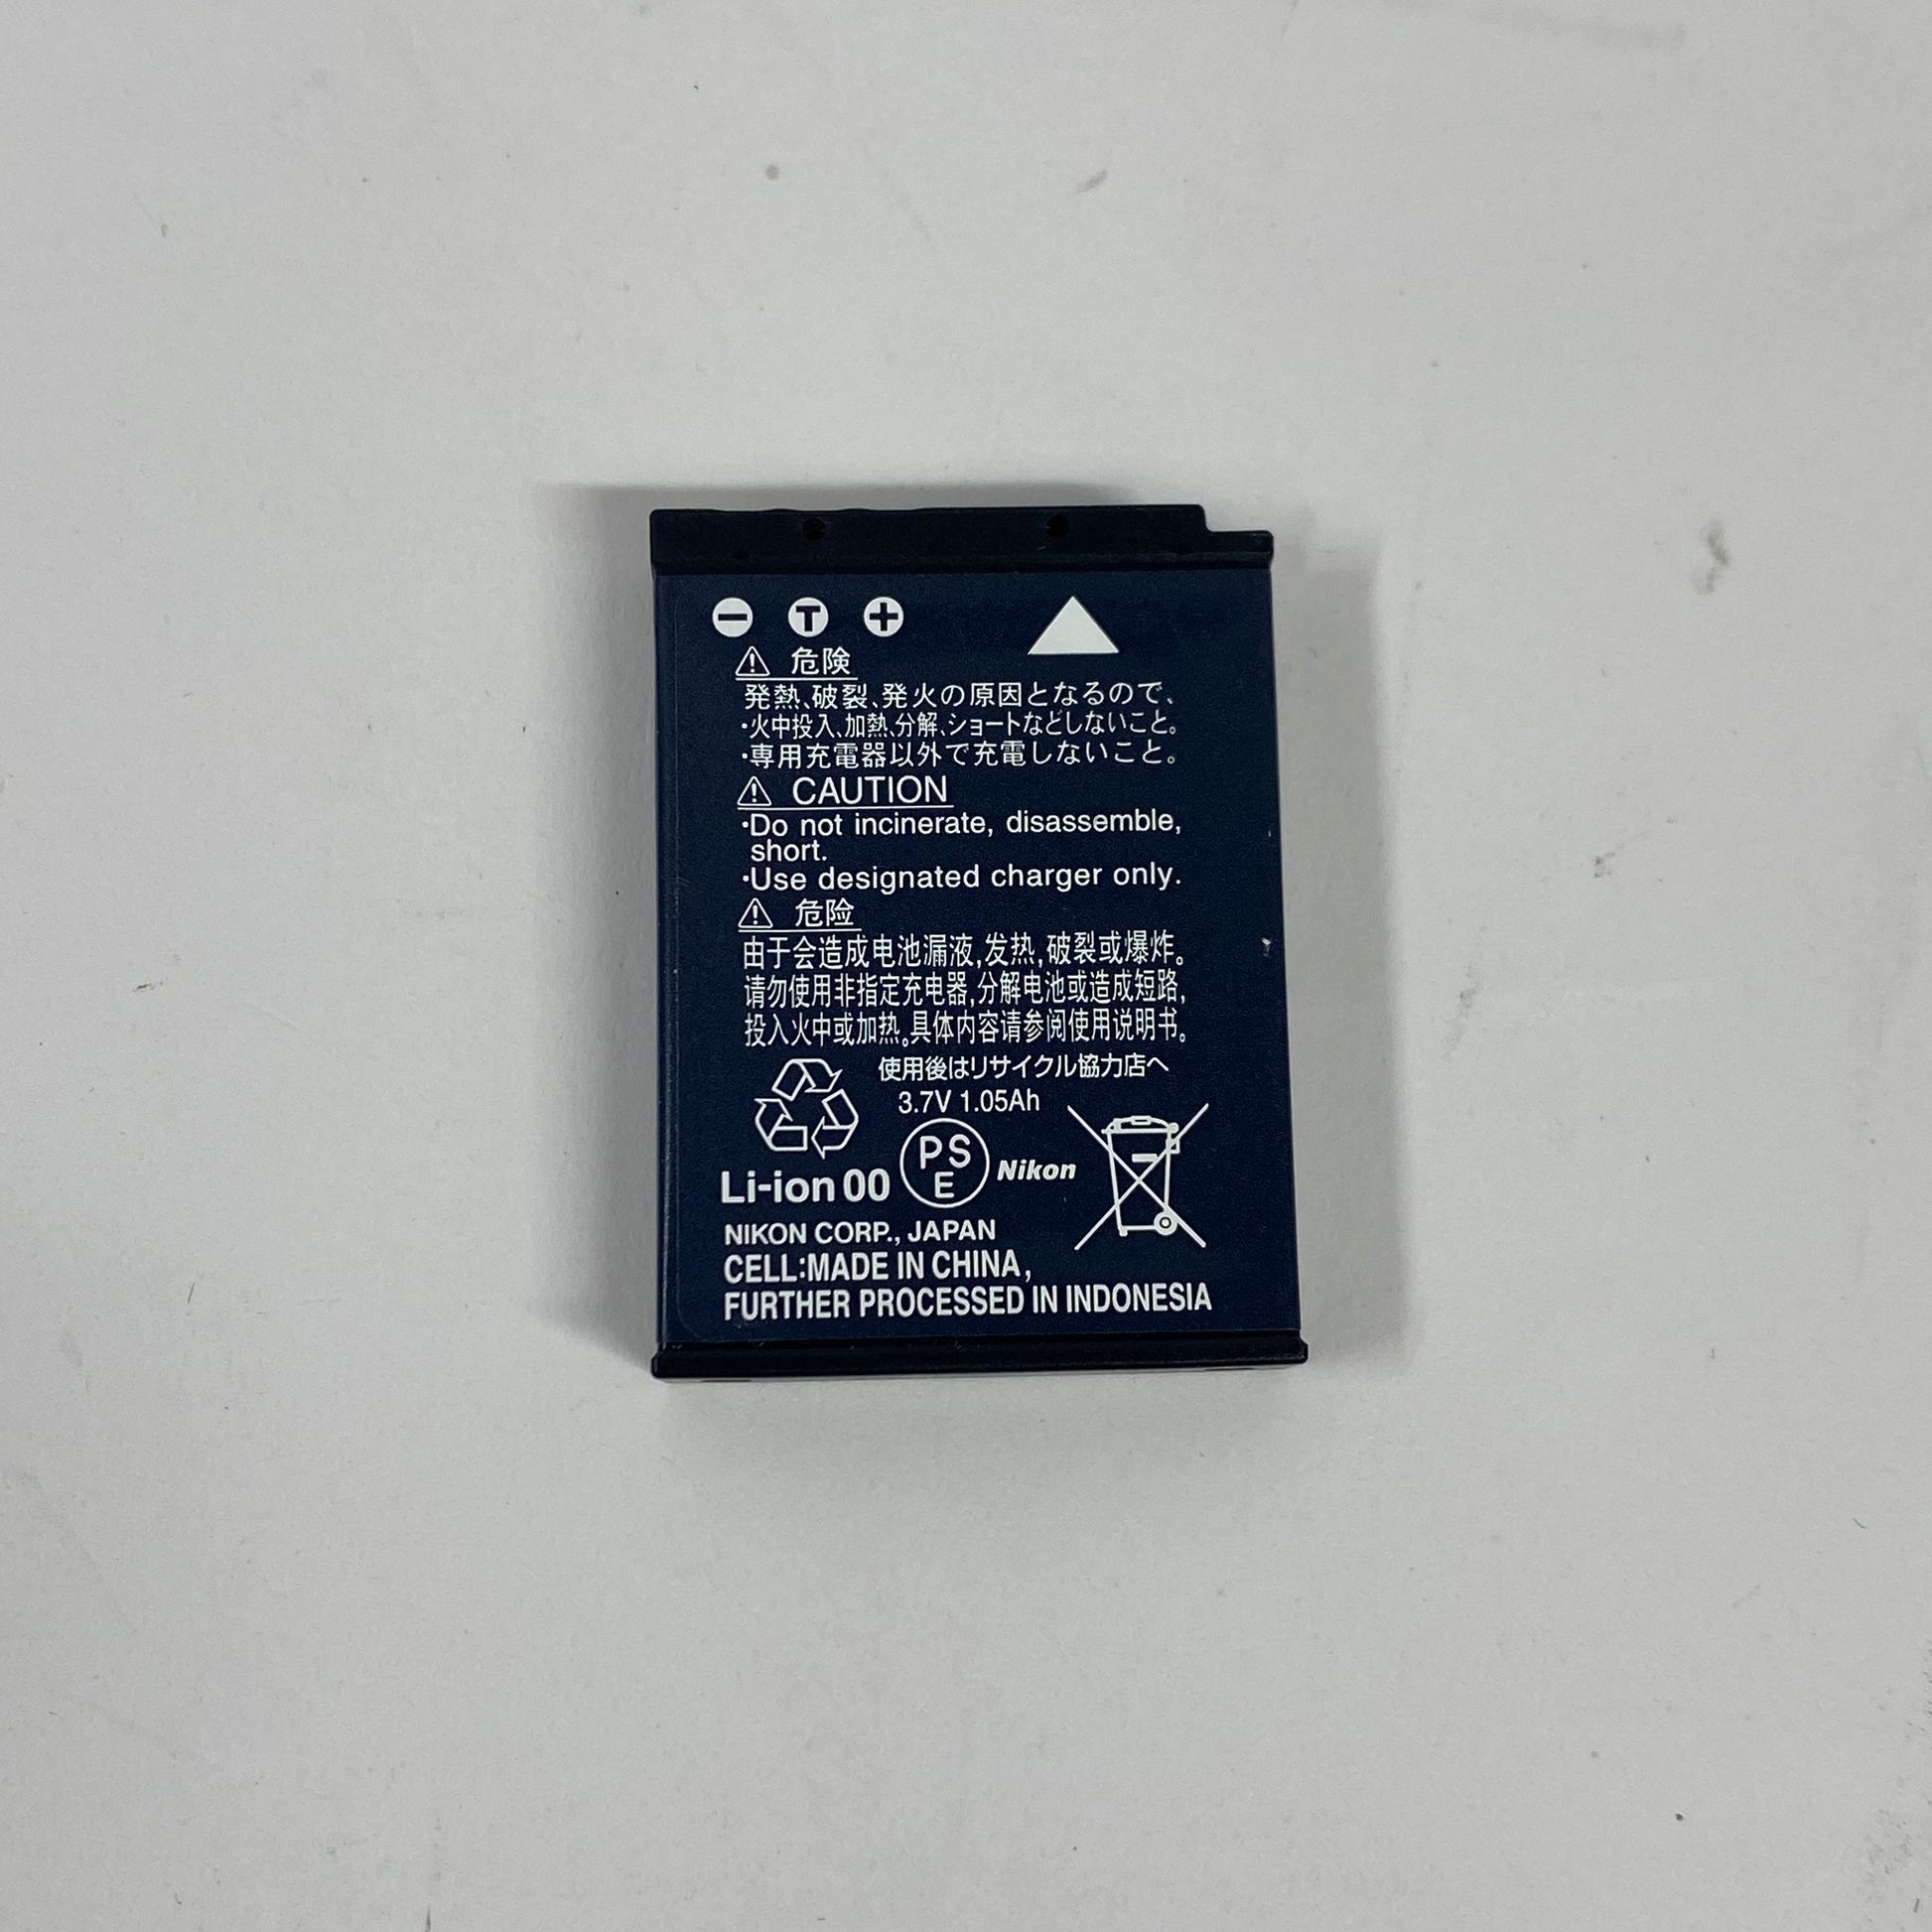 − T +
危険
発熱、破裂、発火の原因となるので、
・火中投入、加熱、分解、ショートなどしないこと。
・専用充電器以外で充電しないこと。
CAUTION
・Do not incinerate, disassemble,
short.
・Use designated charger only.
危险
由于会造成电池漏液,发热,破裂或爆炸。
请勿使用非指定充电器,分解电池或造成短路,
投入火中或加热。具体内容请参阅使用说明书。
使用後はリサイクル協力店へ
3.7V 1.05Ah
Li-ion 00
PS
E
Nikon
NIKON CORP., JAPAN
CELL:MADE IN CHINA,
FURTHER PROCESSED IN INDONESIA